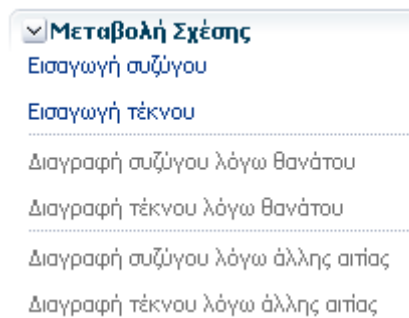 Μεταβολή Σχέσης
Εισαγωγή συζύγου
Εισαγωγή τέκνου
Διαγραφή συζύγου λόγω θανάτου
Διαγραφή τέκνου λόγω θανάτου
Διαγραφή συζύγου λόγω άλλης αιτίας
Διαγραφή τέκνου λόγω άλλης αιτίας